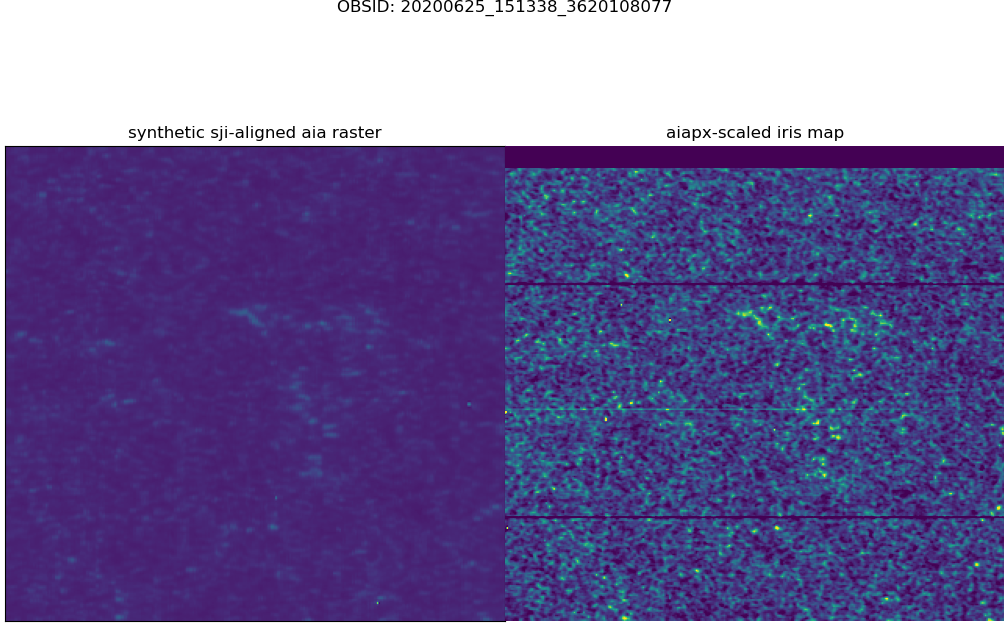 OBSID: 20200625_151338_3620108077
synthetic sji-aligned aia raster
aiapx-scaled iris map